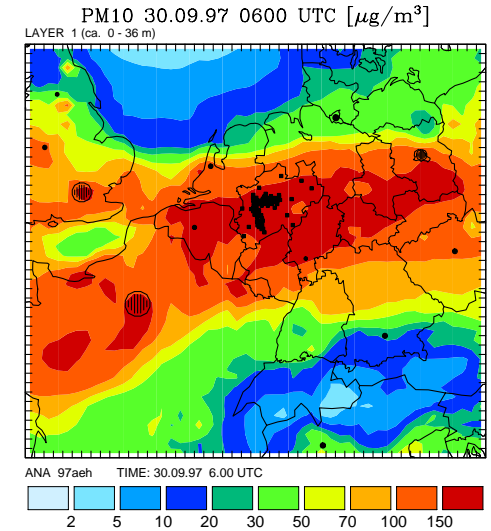 PM10 30.09.97 0600 UTC [μg/m³]
LAYER 1 (ca. 0 - 36 m)
ANA 97aeh TIME: 30.09.97 6.00 UTC
2 5 10 20 30 50 70 100 150